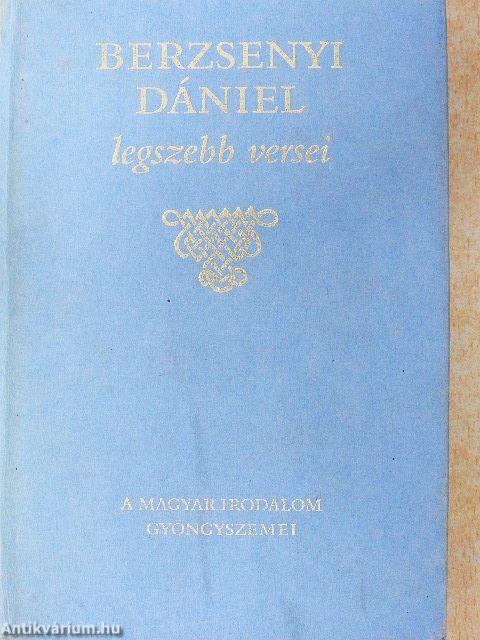 BERZSENYI
DÁNIEL
legszebb versei
A MAGYAR IRODALOM
GYÖNGYSZEMEI
Antikvárium.hu